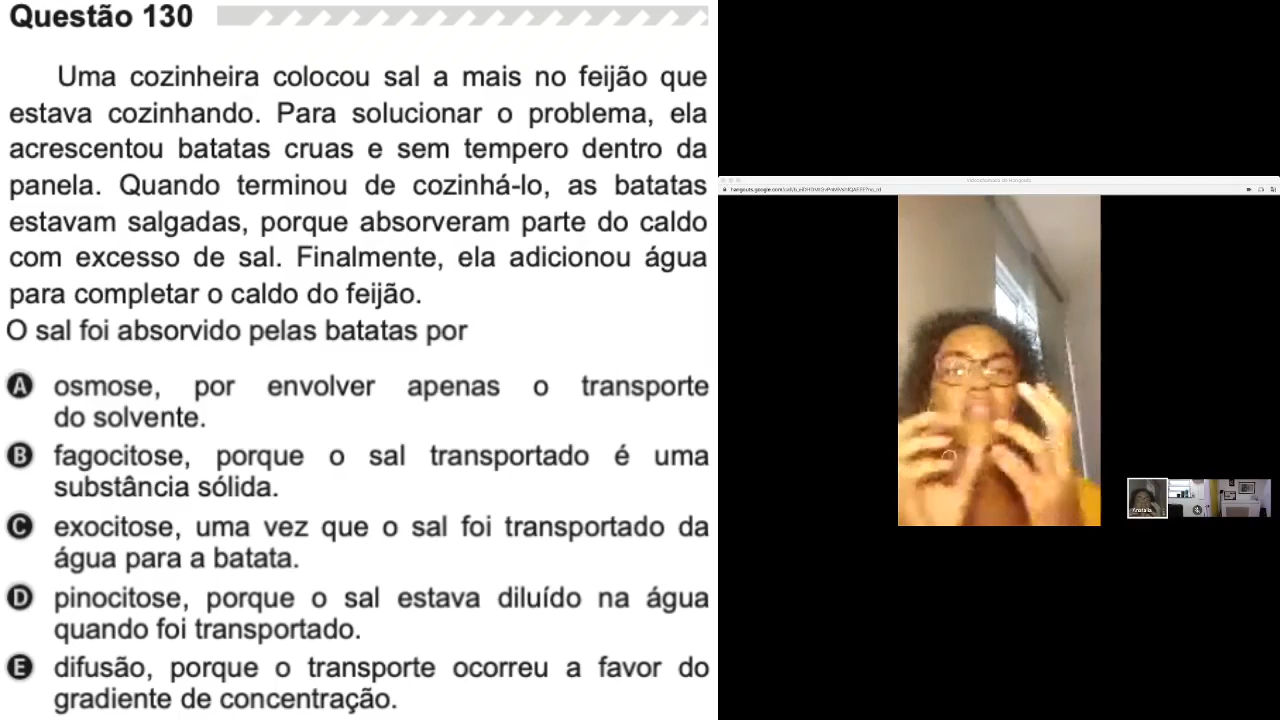 Questão 130
Uma cozinheira colocou sal a mais no feijão que
estava cozinhando. Para solucionar o problema, ela
acrescentou batatas cruas e sem tempero dentro da
panela. Quando terminou de cozinhá-lo, as batatas
estavam salgadas, porque absorveram parte do caldo
com excesso de sal. Finalmente, ela adicionou água
para completar o caldo do feijão.
O sal foi absorvido pelas batatas por
A osmose, por envolver apenas o transporte
do solvente.
B fagocitose, porque o sal transportado é uma
substância sólida.
C exocitose, uma vez que o sal foi transportado da
água para a batata.
D pinocitose, porque o sal estava diluído na água
quando foi transportado.
E difusão, porque o transporte ocorreu a favor do
gradiente de concentração.